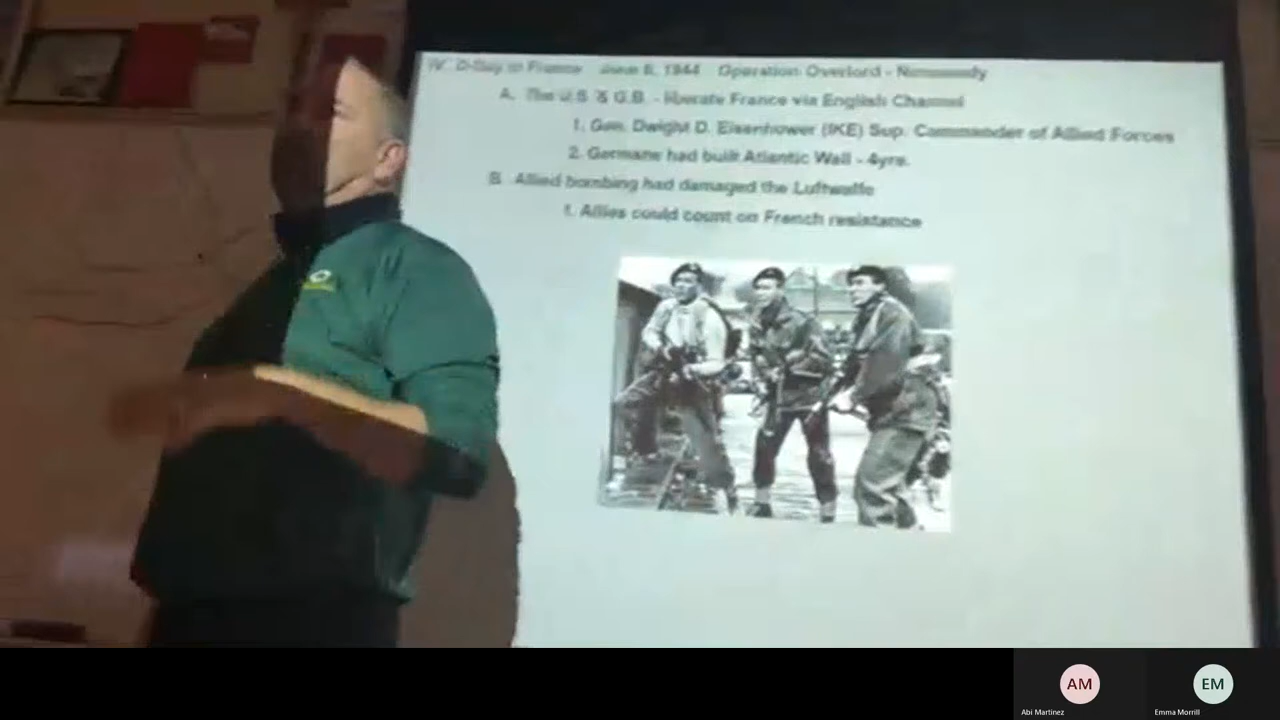 IV. D-Day in France June 6, 1944 Operation Overlord - Normandy
A. The U.S. & G.B. - liberate France via English Channel
1. Gen. Dwight D. Eisenhower (IKE) Sup. Commander of Allied Forces
2. Germans had built Atlantic Wall - 4yrs.
B. Allied bombing had damaged the Luftwaffe
1. Allies could count on French resistance
AM
EM
Abi Martinez
Emma Morrill